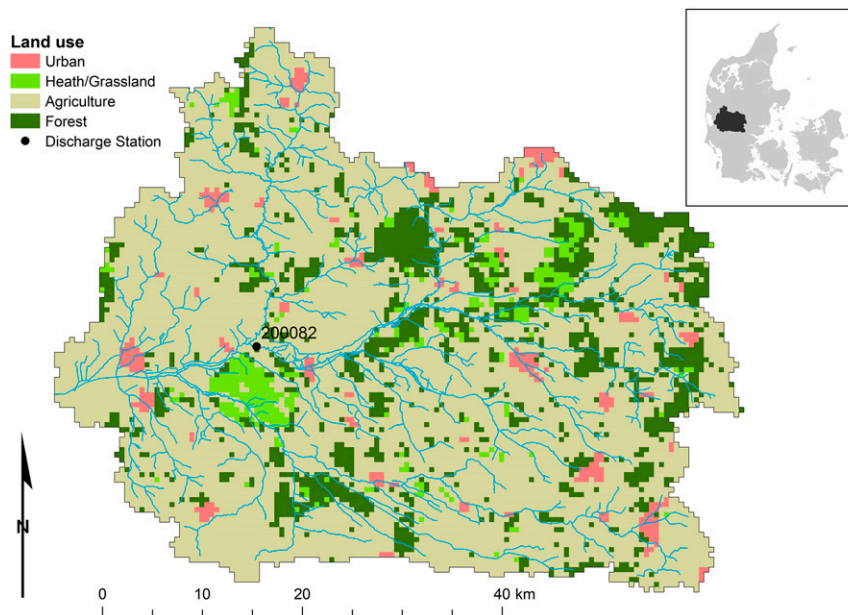 Land use
Urban
Heath/Grassland
Agriculture
Forest
Discharge Station
200082
N
0 10 20 40 km